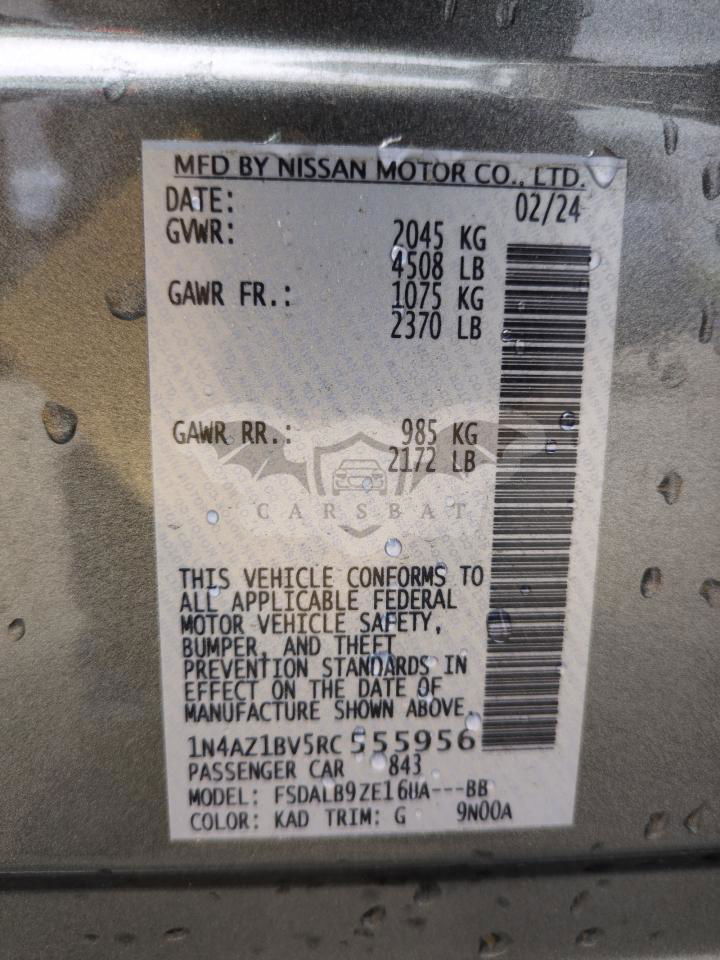 MFD BY NISSAN MOTOR CO., LTD.
DATE: 02/24
GVWR: 2045 KG
4508 LB
GAWR FR.: 1075 KG
2370 LB
GAWR RR.: 985 KG
2172 LB
CARSBAT
THIS VEHICLE CONFORMS TO
ALL APPLICABLE FEDERAL
MOTOR VEHICLE SAFETY,
BUMPER, AND THEFT
PREVENTION STANDARDS IN
EFFECT ON THE DATE OF
MANUFACTURE SHOWN ABOVE.
1N4AZ1BV5RC555956
PASSENGER CAR 843
MODEL: FSDALB9ZE16UA---BB
COLOR: KAD TRIM: G 9N00A